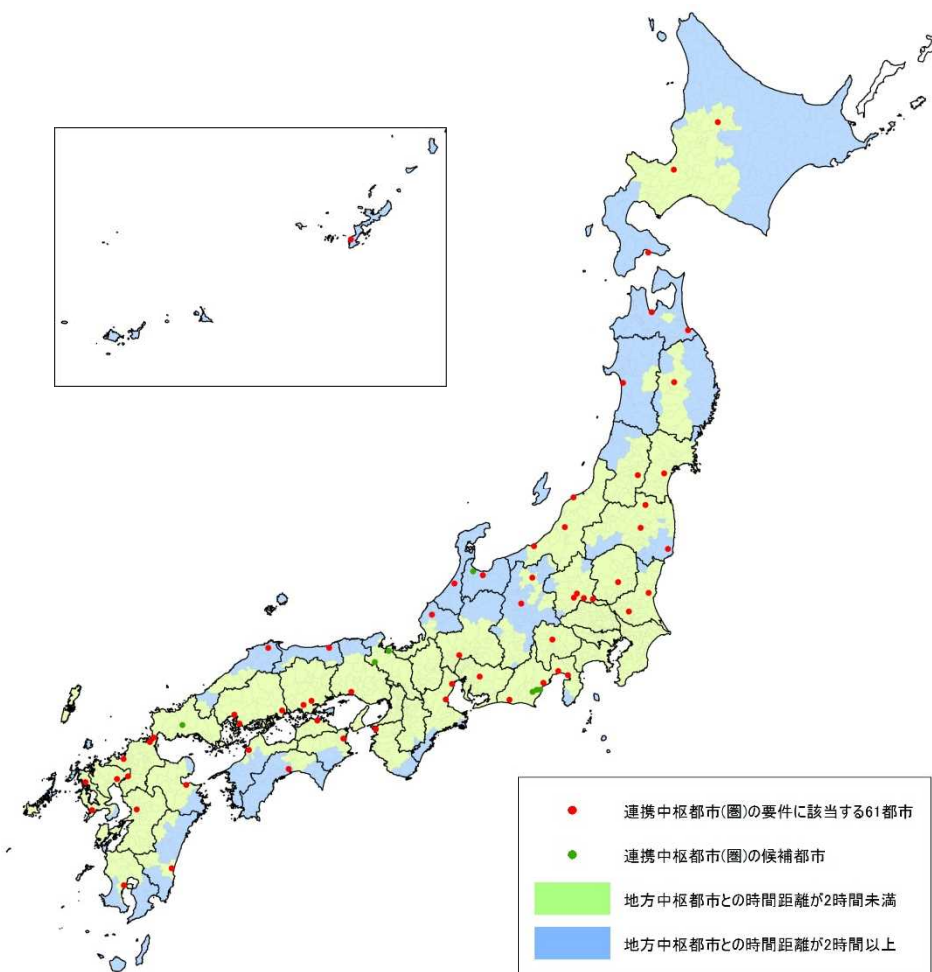 連携中枢都市(圏)の要件に該当する61都市
連携中枢都市(圏)の候補都市
地方中枢都市との時間距離が2時間未満
地方中枢都市との時間距離が2時間以上